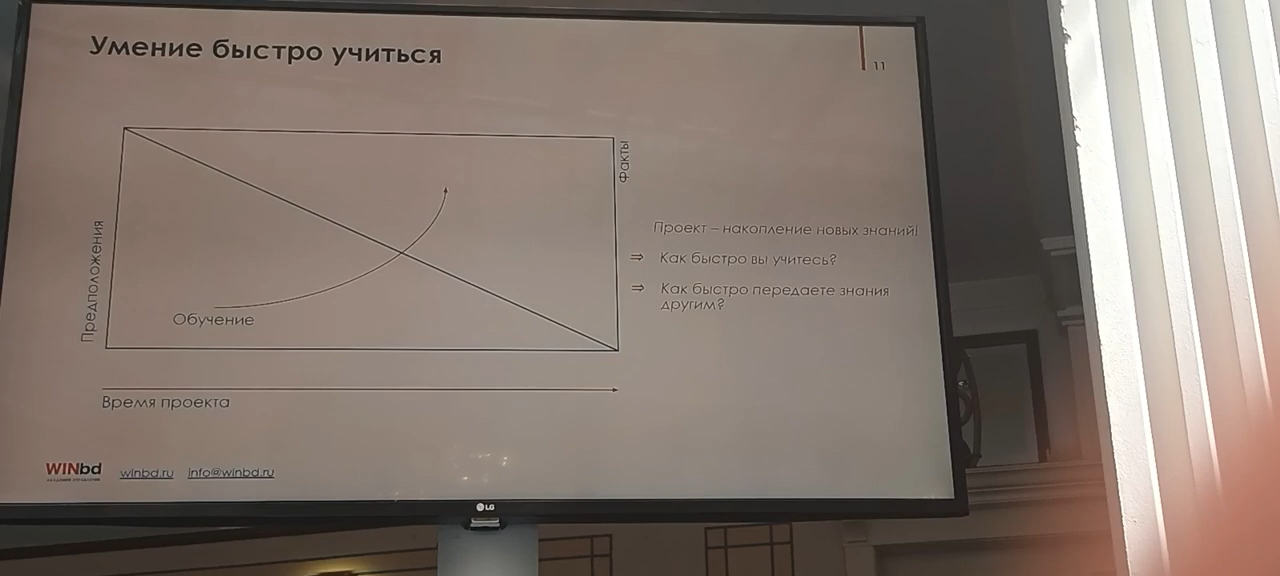 Умение быстро учиться
11
Факты
Предположения
Проект – накопление новых знаний!
⇒ Как быстро вы учитесь?
⇒ Как быстро передаете знания
другим?
Обучение
Время проекта
WINbd
winbd.ru info@winbd.ru
LG